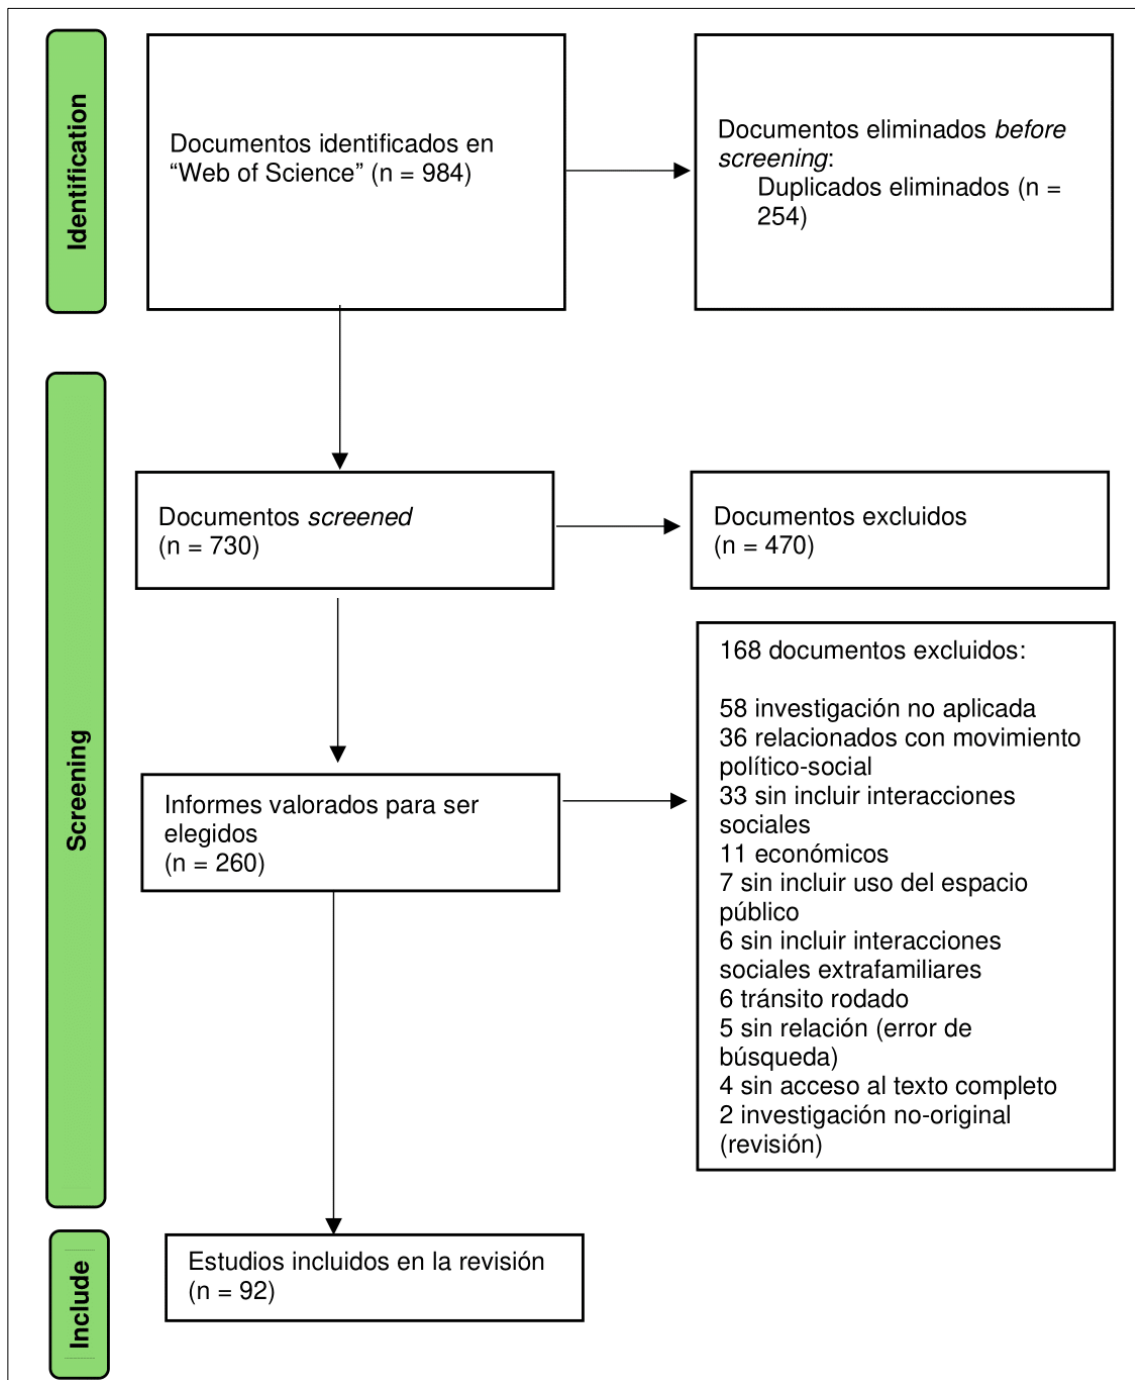 Identification
Documentos identificados en
“Web of Science” (n = 984)
Documentos eliminados before
screening:
Duplicados eliminados (n =
254)
Screening
Documentos screened
(n = 730)
Documentos excluidos
(n = 470)
Informes valorados para ser
elegidos
(n = 260)
168 documentos excluidos:
58 investigación no aplicada
36 relacionados con movimiento
político-social
33 sin incluir interacciones
sociales
11 económicos
7 sin incluir uso del espacio
público
6 sin incluir interacciones
sociales extrafamiliares
6 tránsito rodado
5 sin relación (error de
búsqueda)
4 sin acceso al texto completo
2 investigación no-original
(revisión)
Include
Estudios incluidos en la revisión
(n = 92)